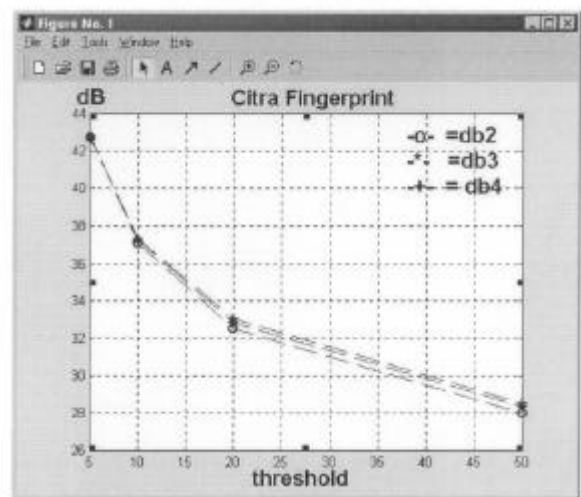 Figure No. 1
File Edit Tools Window Help
A
dB
Citra Fingerprint
44
42
40
38
36
34
32
30
28
26
-o- =db2
-*- =db3
-+- = db4
5 10 15 20 25 30 35 40 45 50
threshold